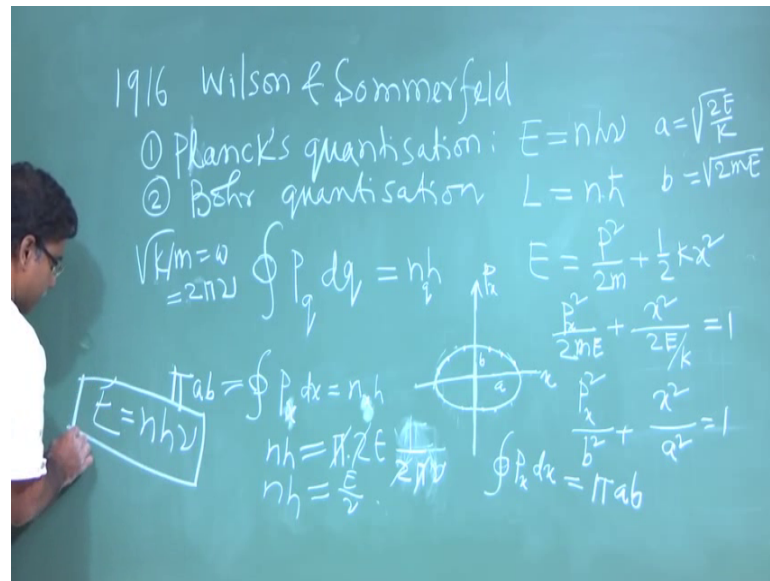 1916 Wilson & Sommerfeld
① Planck's quantisation: E = nhν a = √(2E/K)
② Bohr quantisation L = nħ b = √(2mE)
√(k/m) = ω
= 2πν
∮ P_q dq = n_q h
E = P²/2m + ½ kx²
P_x²/2mE + x²/(2E/k) = 1
P_x
x
b
a
πab = ∮ P_x dx = n_x h
P_x²/b² + x²/a² = 1
nh = π·2E 1/2πν
nh = E/ν
∮ P_x dx = πab
E = nhν